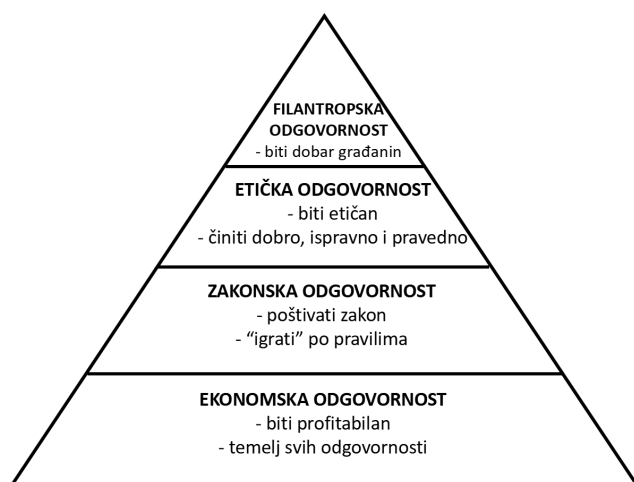 FILANTROPSKA
ODGOVORNOST
- biti dobar građanin
ETIČKA ODGOVORNOST
- biti etičan
- činiti dobro, ispravno i pravedno
ZAKONSKA ODGOVORNOST
- poštivati zakon
- “igrati” po pravilima
EKONOMSKA ODGOVORNOST
- biti profitabilan
- temelj svih odgovornosti